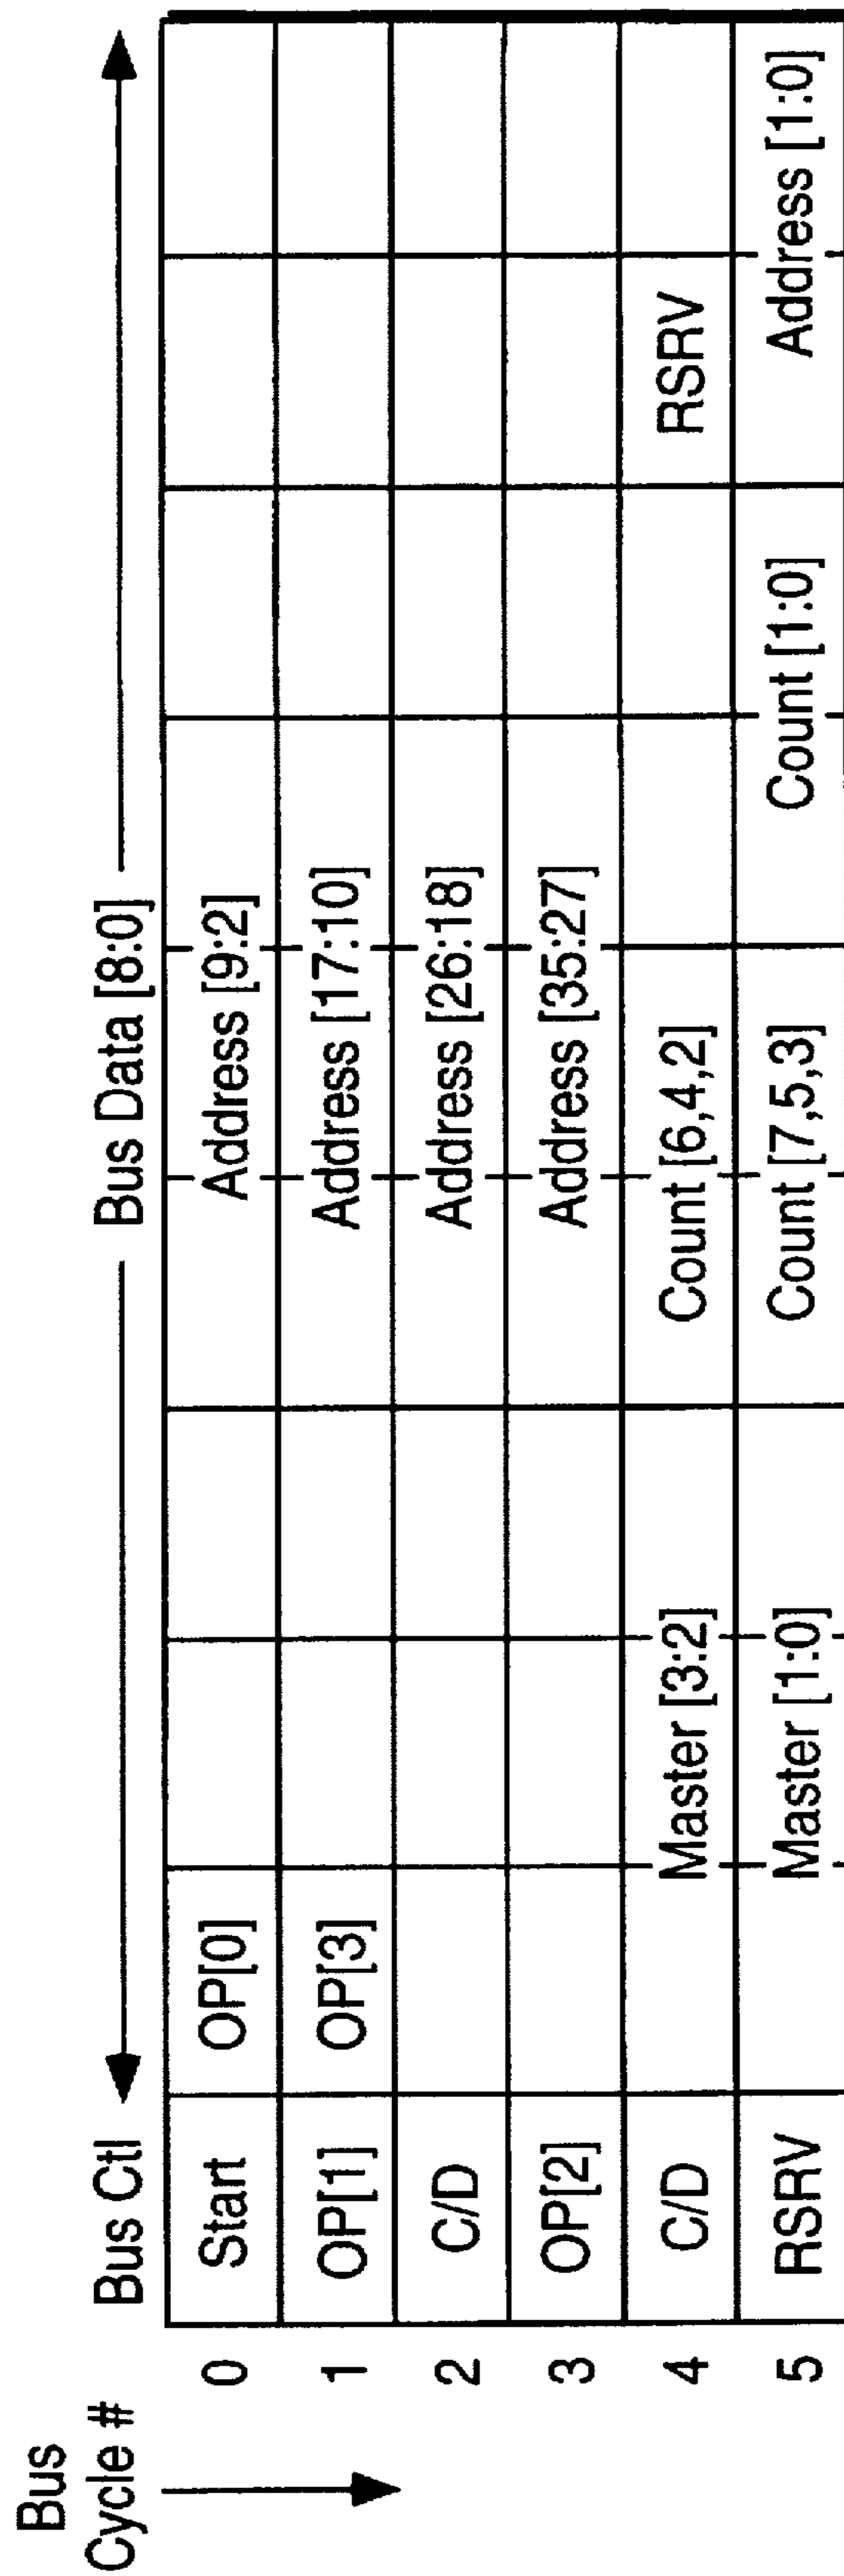 Bus
Cycle #
Bus Ctl
Bus Data [8:0]
0 Start OP[0] Address [9:2]
1 OP[1] OP[3] Address [17:10]
2 C/D Address [26:18]
3 OP[2] Address [35:27]
4 C/D Master [3:2] Count [6,4,2] RSRV
5 RSRV Master [1:0] Count [7,5,3] Count [1:0] Address [1:0]